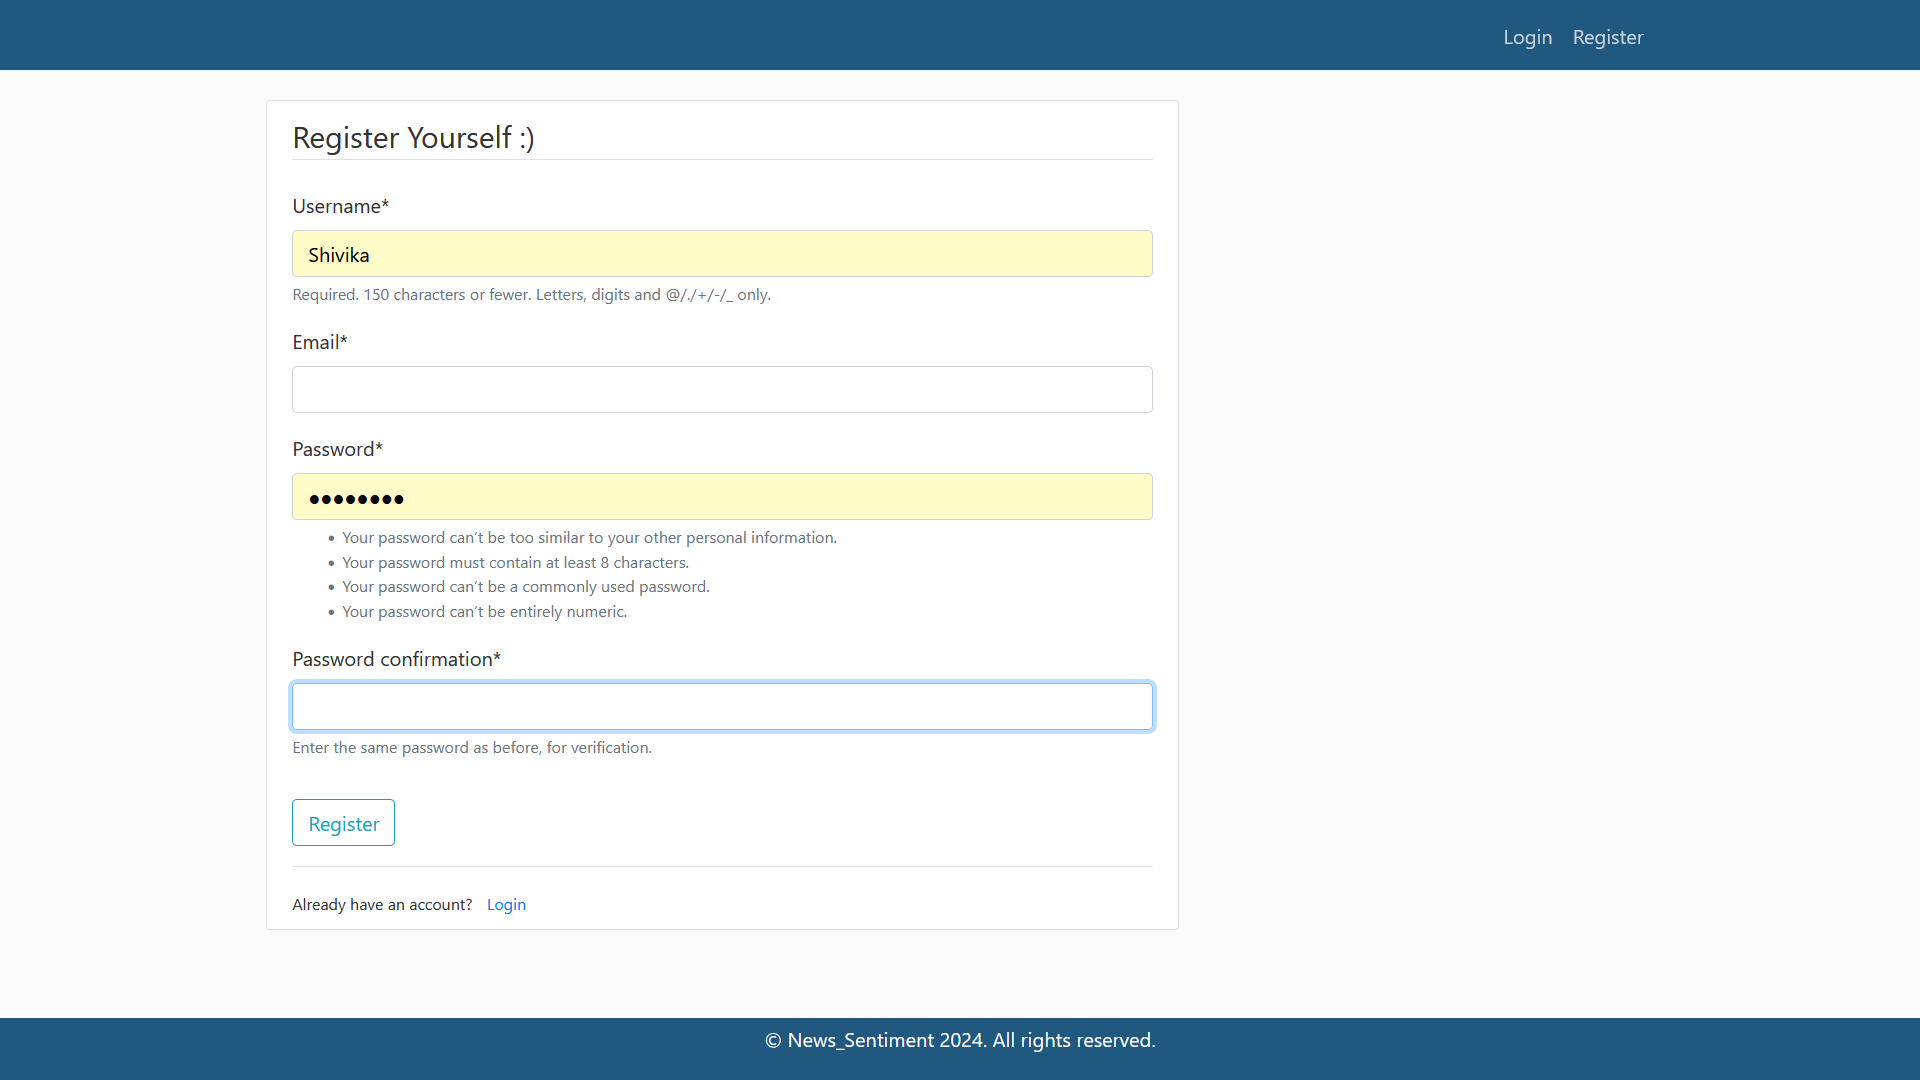 Login Register
Register Yourself :)
Username*
Shivika
Required. 150 characters or fewer. Letters, digits and @/./+/-/_ only.
Email*
Password*
●●●●●●●●
• Your password can’t be too similar to your other personal information.
• Your password must contain at least 8 characters.
• Your password can’t be a commonly used password.
• Your password can’t be entirely numeric.
Password confirmation*
Enter the same password as before, for verification.
Register
Already have an account? Login
© News_Sentiment 2024. All rights reserved.